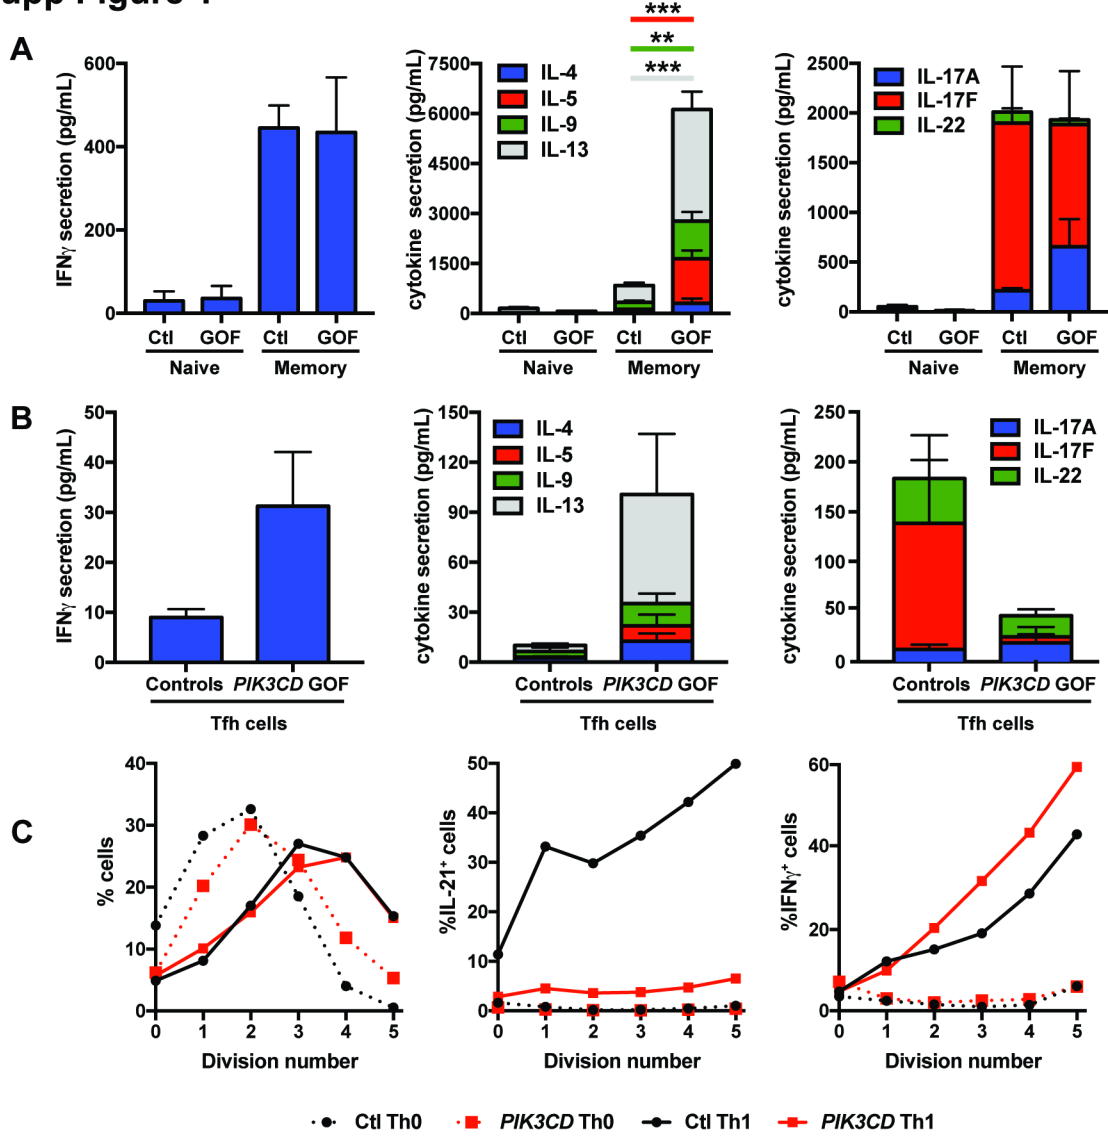 A
***
**
***
IFNγ secretion (pg/mL)
600
400
200
0
Ctl GOF Ctl GOF
Naive Memory
cytokine secretion (pg/mL)
7500
6000
4500
3000
1500
0
IL-4
IL-5
IL-9
IL-13
Ctl GOF Ctl GOF
Naive Memory
cytokine secretion (pg/mL)
2500
2000
1500
1000
500
0
IL-17A
IL-17F
IL-22
Ctl GOF Ctl GOF
Naive Memory
B
IFNγ secretion (pg/mL)
50
40
30
20
10
0
Controls PIK3CD GOF
Tfh cells
cytokine secretion (pg/mL)
150
120
90
60
30
0
IL-4
IL-5
IL-9
IL-13
Controls PIK3CD GOF
Tfh cells
cytokine secretion (pg/mL)
250
200
150
100
50
0
IL-17A
IL-17F
IL-22
Controls PIK3CD GOF
Tfh cells
C
% cells
40
30
20
10
0
0 1 2 3 4 5
Division number
%IL-21⁺ cells
50
40
30
20
10
0
0 1 2 3 4 5
Division number
%IFNγ⁺ cells
60
40
20
0
0 1 2 3 4 5
Division number
Ctl Th0 PIK3CD Th0 Ctl Th1 PIK3CD Th1